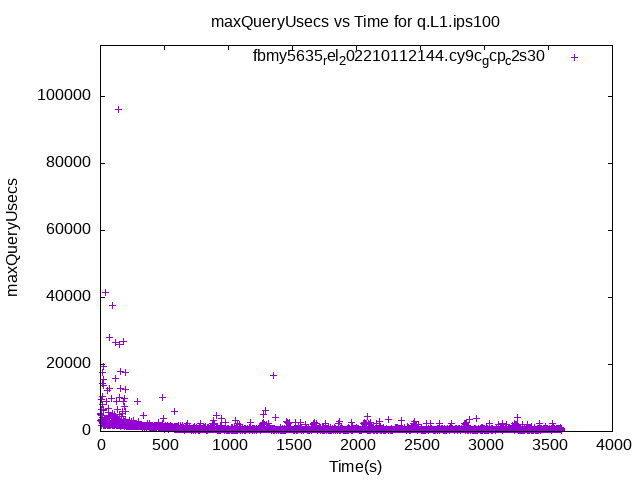 maxQueryUsecs vs Time for q.L1.ips100
fbmy5635rel202210112144.cy9cgcpc2s30
100000
80000
60000
40000
20000
0
maxQueryUsecs
0 500 1000 1500 2000 2500 3000 3500 4000
Time(s)